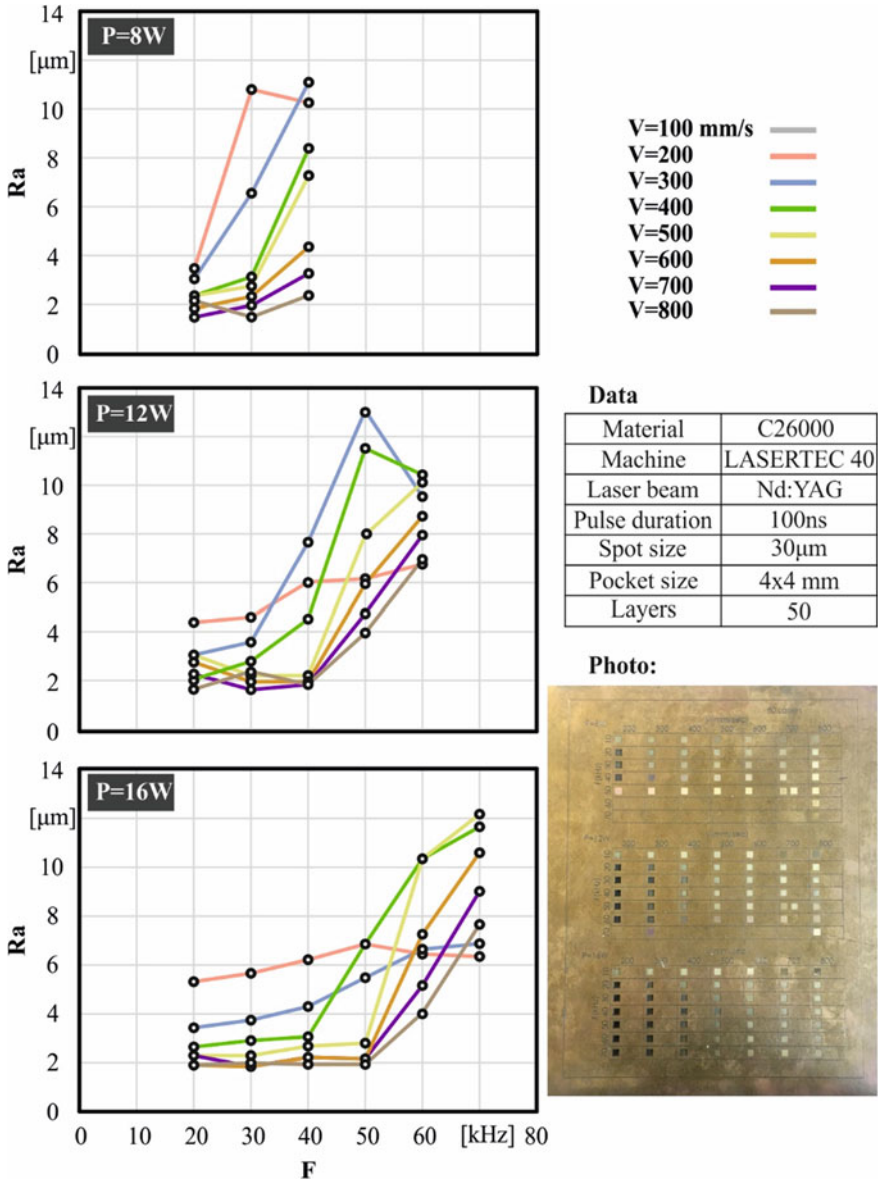 P=8W
14
[µm]
10
8
6
4
2
0
Ra
V=100 mm/s
V=200
V=300
V=400
V=500
V=600
V=700
V=800
P=12W
14
[µm]
10
8
6
4
2
0
Ra
Data
Material C26000
Machine LASERTEC 40
Laser beam Nd:YAG
Pulse duration 100ns
Spot size 30µm
Pocket size 4x4 mm
Layers 50
Photo:
P=16W
14
[µm]
10
8
6
4
2
0
Ra
0 10 20 30 40 50 60 [kHz] 80
F